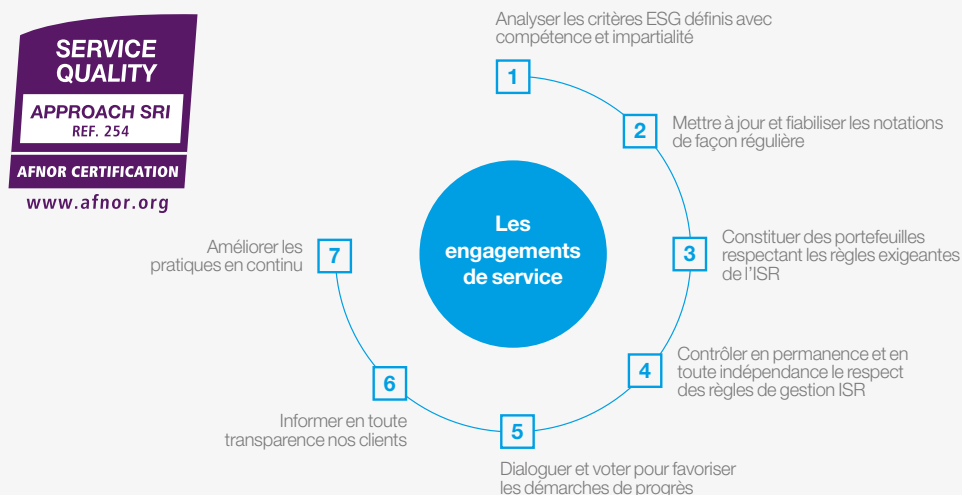 SERVICE
QUALITY
APPROACH SRI
REF. 254
AFNOR CERTIFICATION
www.afnor.org
Les
engagements
de service
1
Analyser les critères ESG définis avec
compétence et impartialité
2
Mettre à jour et fiabiliser les notations
de façon régulière
3
Constituer des portefeuilles
respectant les règles exigeantes
de l'ISR
4
Contrôler en permanence et en
toute indépendance le respect
des règles de gestion ISR
5
Dialoguer et voter pour favoriser
les démarches de progrès
6
Informer en toute
transparence nos clients
7
Améliorer les
pratiques en continu